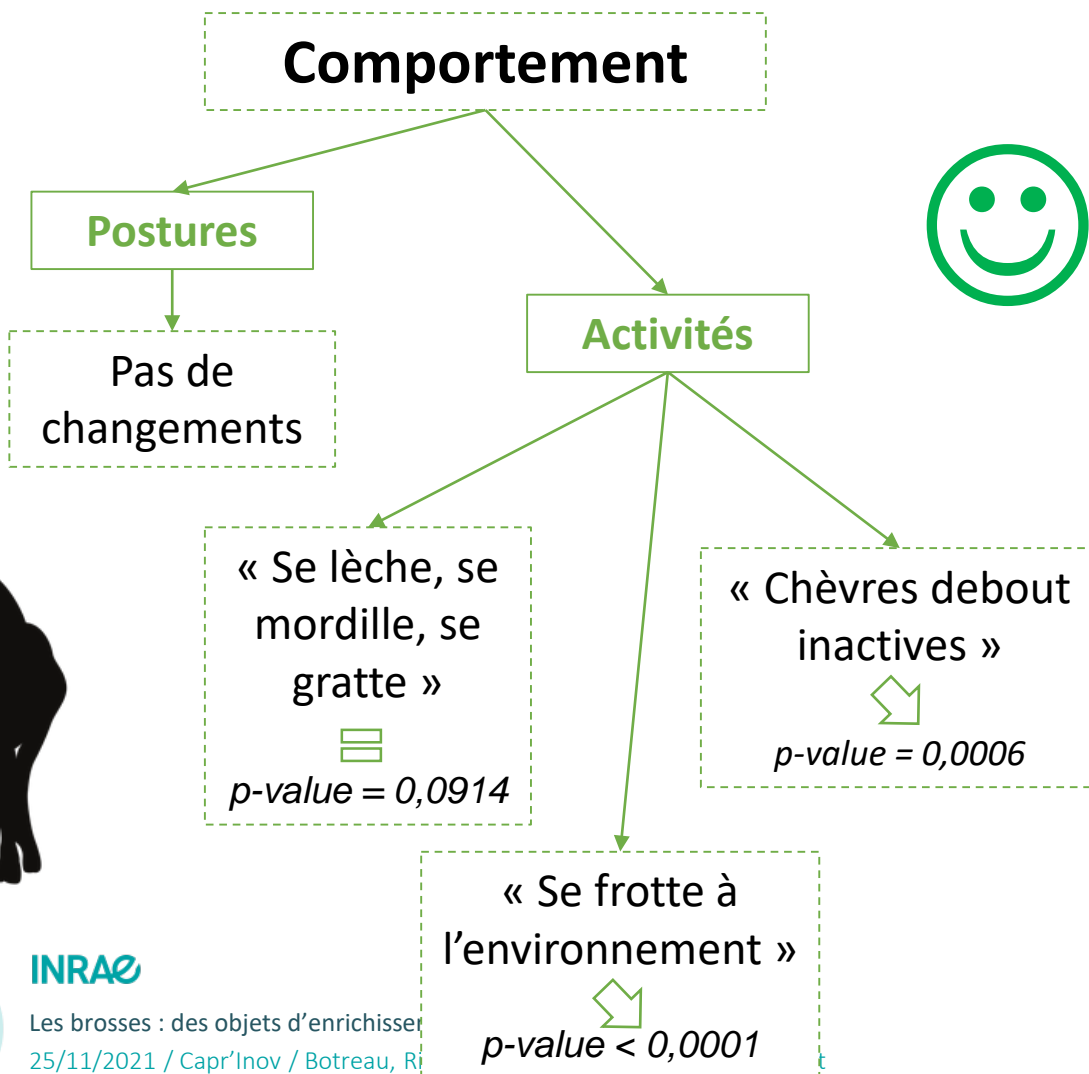 Comportement
Postures
Pas de
changements
Activités
« Se lèche, se
mordille, se
gratte »
p-value = 0,0914
« Chèvres debout
inactives »
p-value = 0,0006
« Se frotte à
l’environnement »
p-value < 0,0001
INRAE
Les brosses : des objets
25/11/2021 / Capr’Inov / Botreau,